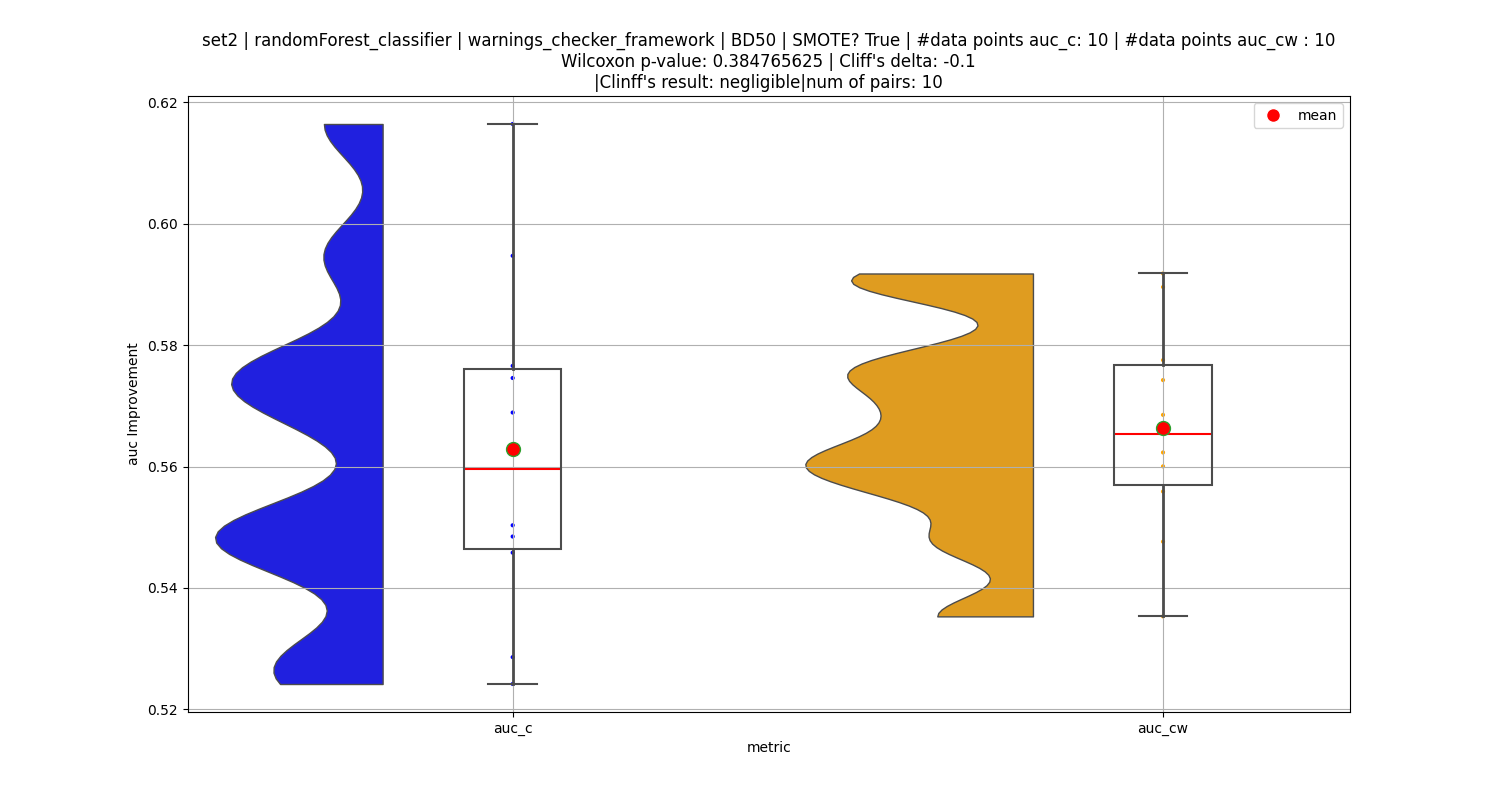 set2 | randomForest_classifier | warnings_checker_framework | BD50 | SMOTE? True | #data points auc_c: 10 | #data points auc_cw : 10
Wilcoxon p-value: 0.384765625 | Cliff's delta: -0.1
|Clinff's result: negligible|num of pairs: 10
mean
0.62
0.60
0.58
0.56
0.54
0.52
auc Improvement
auc_c
auc_cw
metric